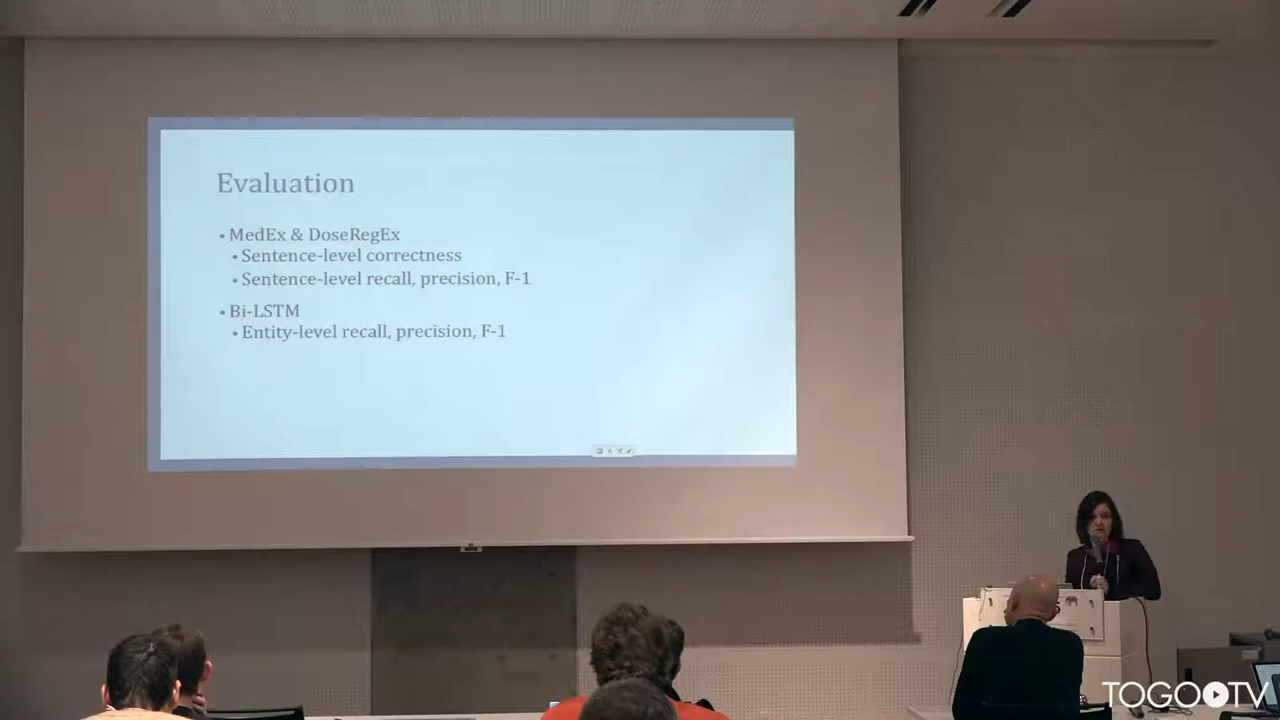 Evaluation
• MedEx & DoseRegEx
• Sentence-level correctness
• Sentence-level recall, precision, F-1
• Bi-LSTM
• Entity-level recall, precision, F-1
TOGOTV